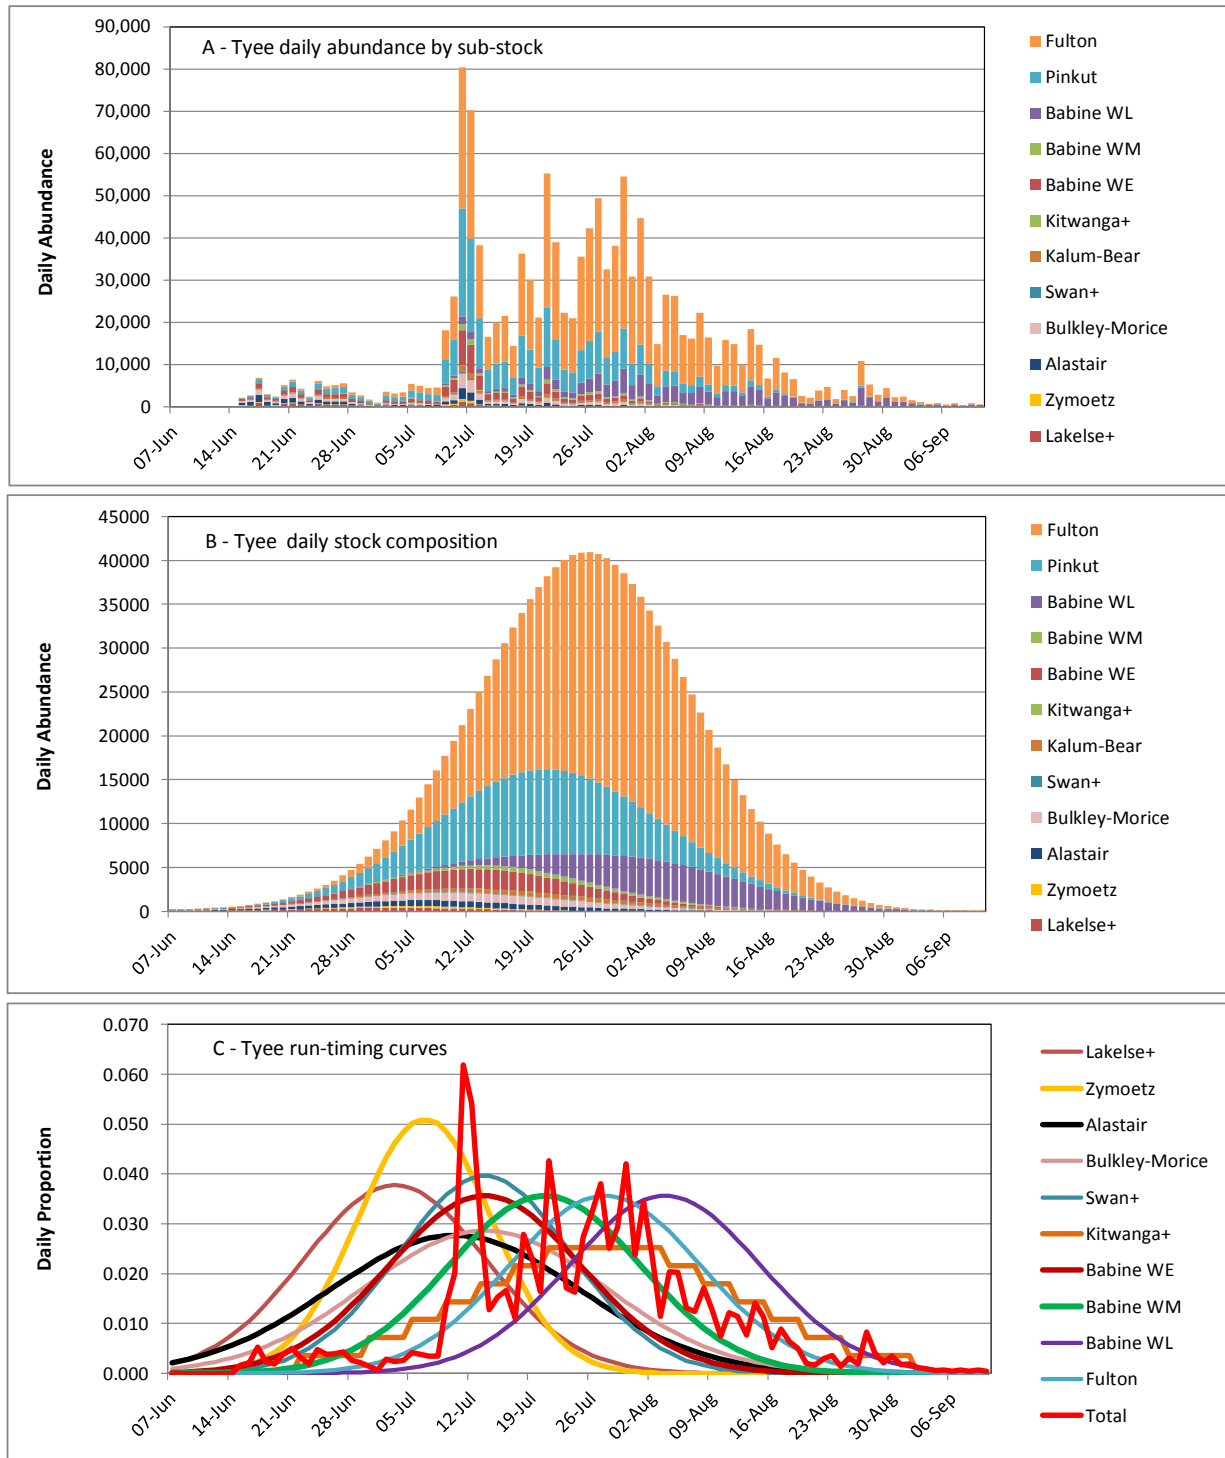 A - Tyee daily abundance by sub-stock
Daily Abundance
90,000
80,000
70,000
60,000
50,000
40,000
30,000
20,000
10,000
0
07-Jun
14-Jun
21-Jun
28-Jun
05-Jul
12-Jul
19-Jul
26-Jul
02-Aug
09-Aug
16-Aug
23-Aug
30-Aug
06-Sep
Fulton
Pinkut
Babine WL
Babine WM
Babine WE
Kitwanga+
Kalum-Bear
Swan+
Bulkley-Morice
Alastair
Zymoetz
Lakelse+
B - Tyee daily stock composition
Daily Abundance
45000
40000
35000
30000
25000
20000
15000
10000
5000
0
07-Jun
14-Jun
21-Jun
28-Jun
05-Jul
12-Jul
19-Jul
26-Jul
02-Aug
09-Aug
16-Aug
23-Aug
30-Aug
06-Sep
Fulton
Pinkut
Babine WL
Babine WM
Babine WE
Kitwanga+
Kalum-Bear
Swan+
Bulkley-Morice
Alastair
Zymoetz
Lakelse+
C - Tyee run-timing curves
Daily Proportion
0.070
0.060
0.050
0.040
0.030
0.020
0.010
0.000
07-Jun
14-Jun
21-Jun
28-Jun
05-Jul
12-Jul
19-Jul
26-Jul
02-Aug
09-Aug
16-Aug
23-Aug
30-Aug
06-Sep
Lakelse+
Zymoetz
Alastair
Bulkley-Morice
Swan+
Kitwanga+
Babine WE
Babine WM
Babine WL
Fulton
Total